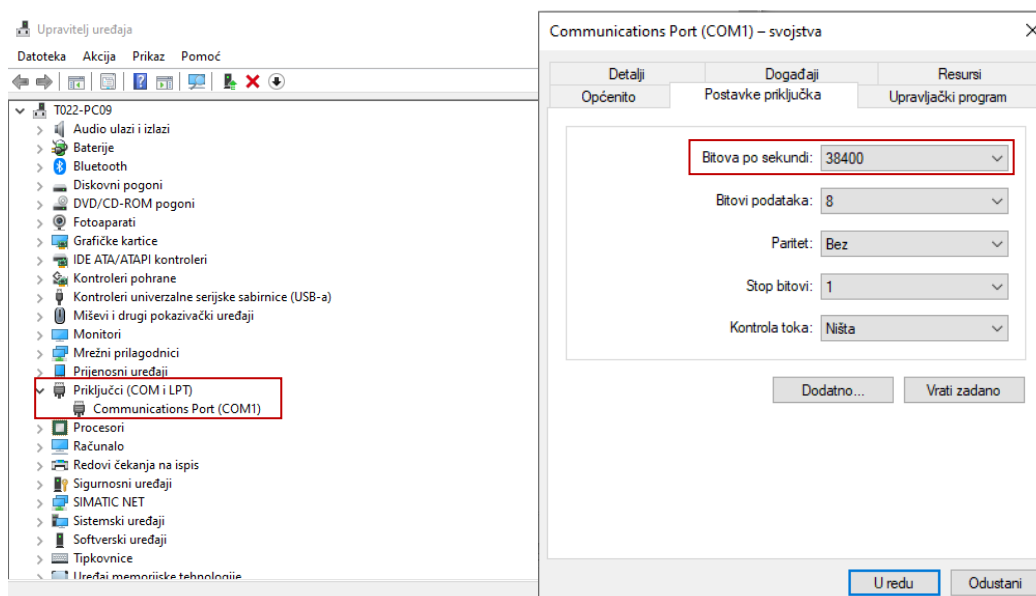 Upravitelj uređaja
Datoteka Akcija Prikaz Pomoć
T022-PC09
Audio ulazi i izlazi
Baterije
Bluetooth
Diskovni pogoni
DVD/CD-ROM pogoni
Fotoaparati
Grafičke kartice
IDE ATA/ATAPI kontroleri
Kontroleri pohrane
Kontroleri univerzalne serijske sabirnice (USB-a)
Miševi i drugi pokazivački uređaji
Monitori
Mrežni prilagodnici
Prijenosni uređaji
Priključci (COM i LPT)
Communications Port (COM1)
Procesori
Računalo
Redovi čekanja na ispis
Sigurnosni uređaji
SIMATIC NET
Sistemski uređaji
Softverski uređaji
Tipkovnice
Uređaji memorijske tehnologije
Communications Port (COM1) – svojstva
Detalji Događaji Resursi
Općenito Postavke priključka Upravljački program
Bitova po sekundi: 38400
Bitovi podataka: 8
Paritet: Bez
Stop bitovi: 1
Kontrola toka: Ništa
Dodatno... Vrati zadano
U redu Odustani